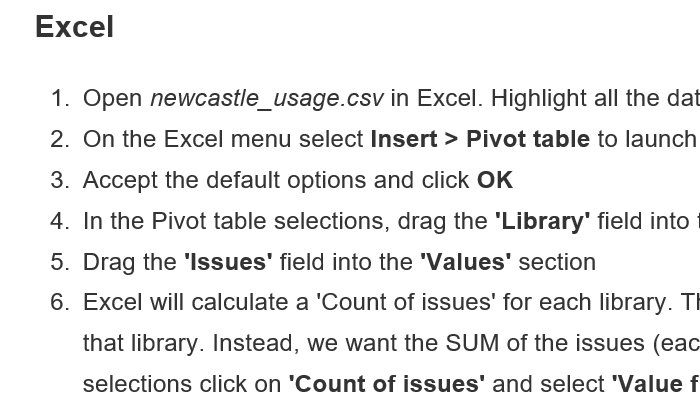 Excel
1. Open newcastle_usage.csv in Excel. Highlight all the dat
2. On the Excel menu select Insert > Pivot table to launch
3. Accept the default options and click OK
4. In the Pivot table selections, drag the 'Library' field into
5. Drag the 'Issues' field into the 'Values' section
6. Excel will calculate a 'Count of issues' for each library. Th
that library. Instead, we want the SUM of the issues (eac
selections click on 'Count of issues' and select 'Value f